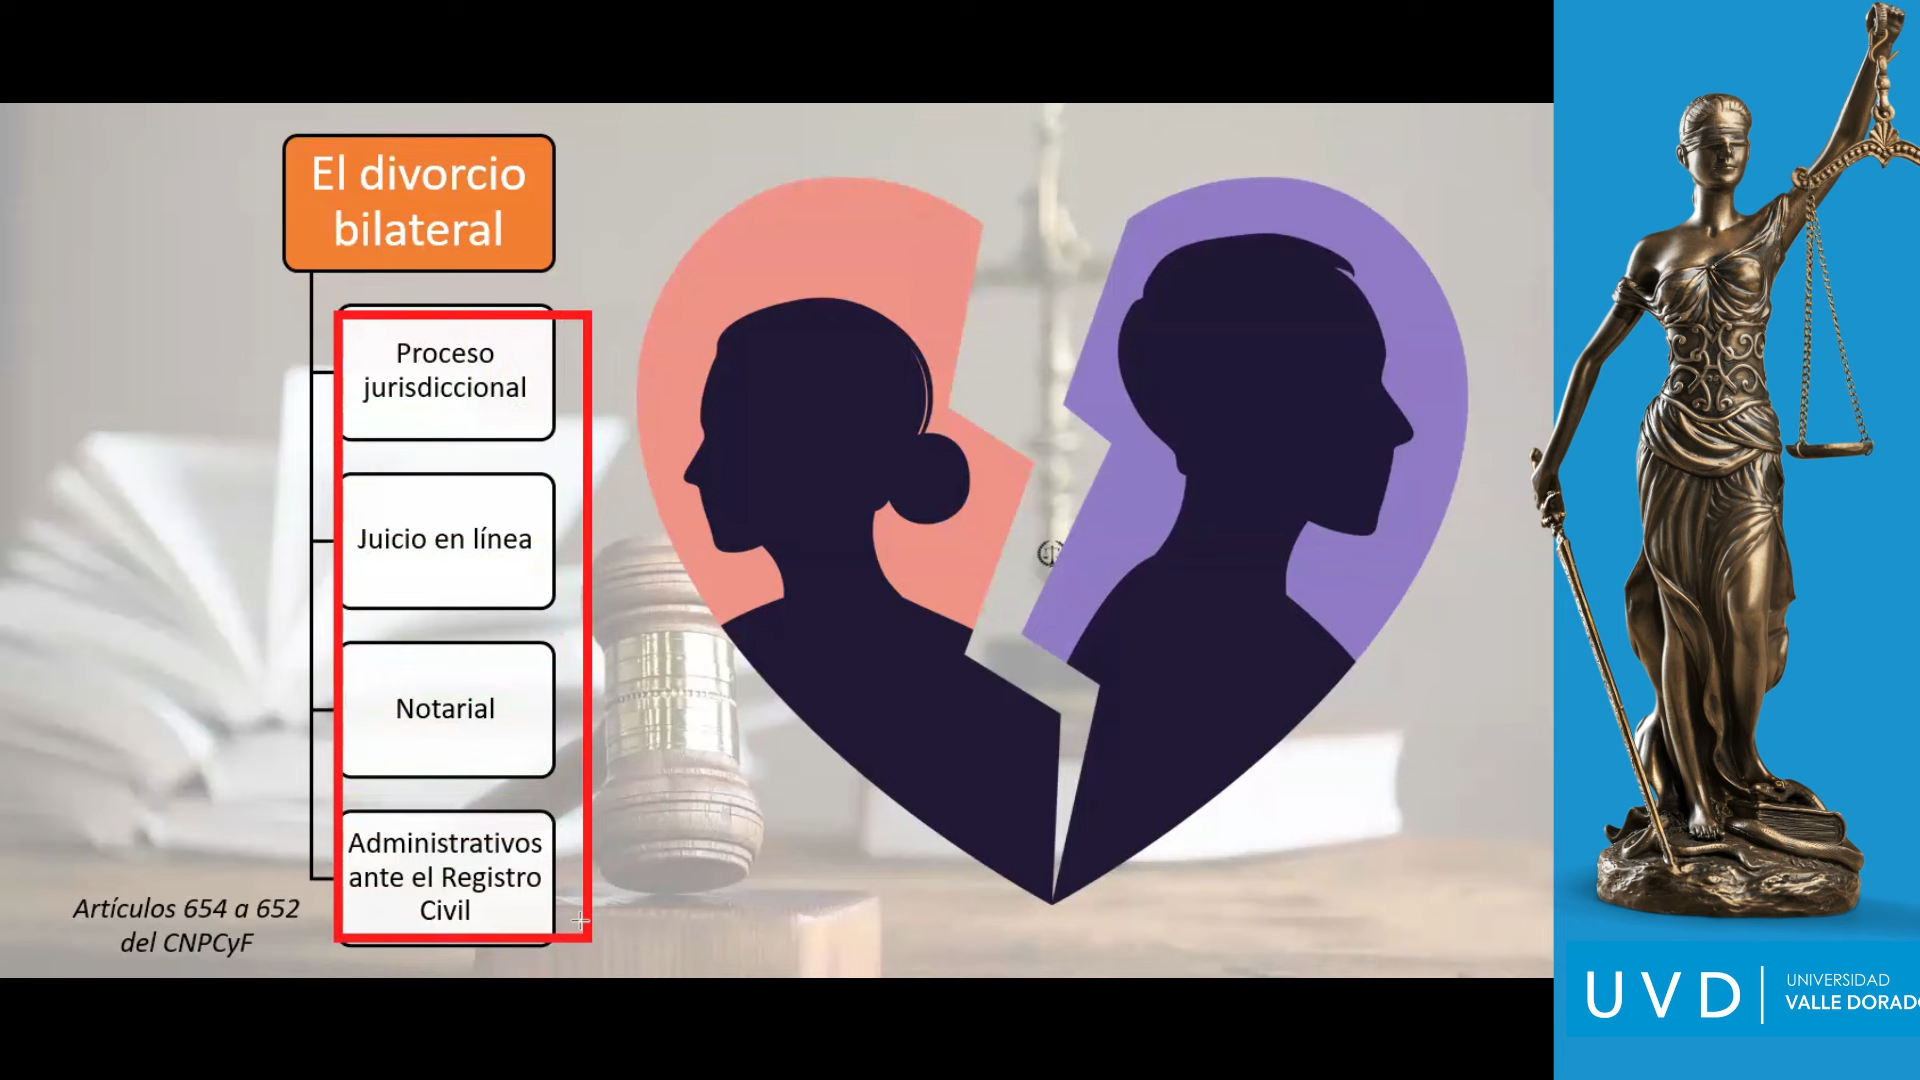 El divorcio
bilateral
Proceso
jurisdiccional
Juicio en línea
Notarial
Administrativos
ante el Registro
Civil
Artículos 654 a 652
del CNPCyF
UVD
UNIVERSIDAD
VALLE DORADO